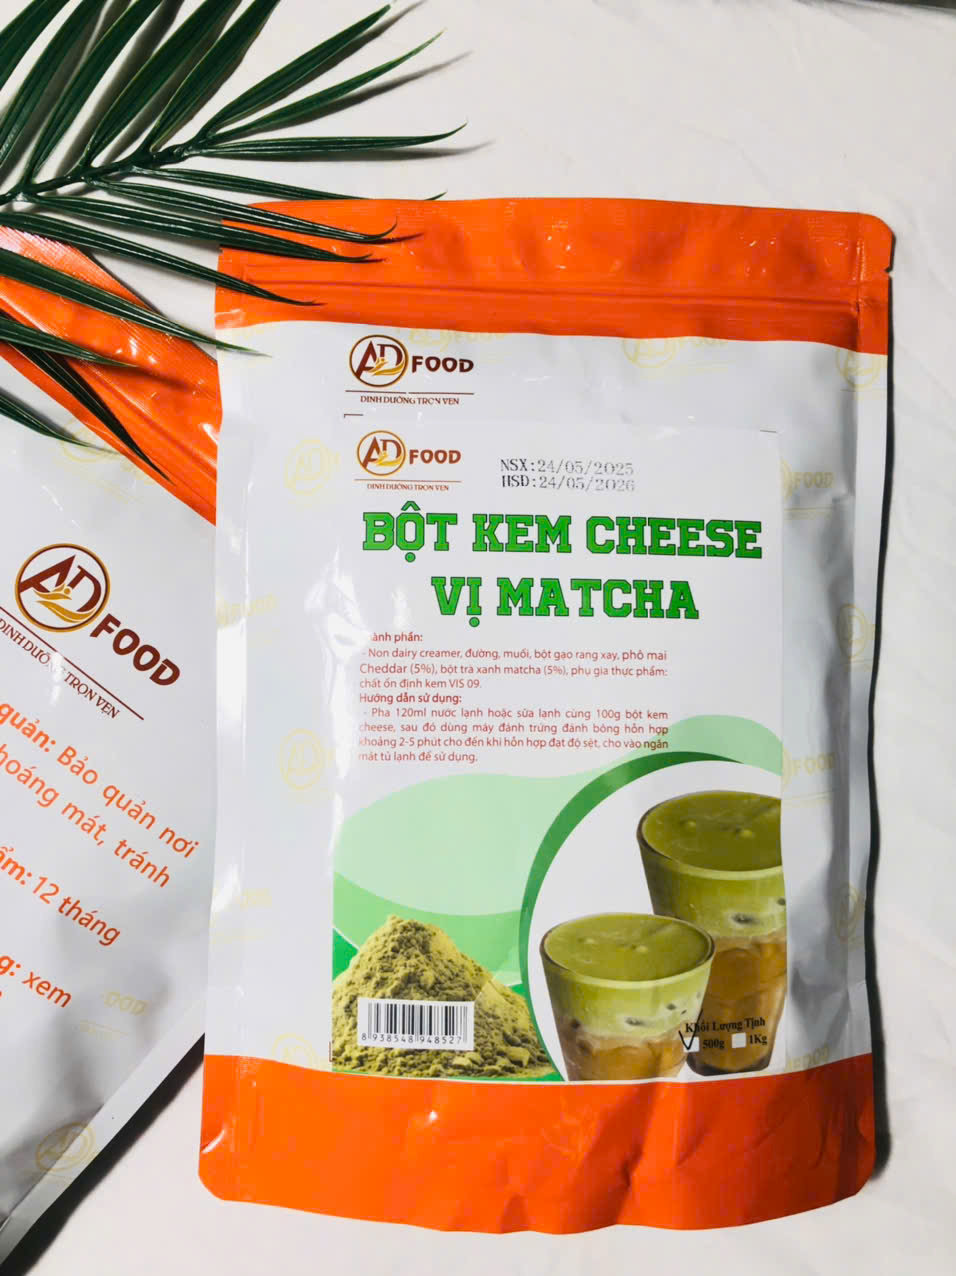 AD FOOD
DINH DƯỠNG TRỌN VẸN
AD FOOD
DINH DƯỠNG TRỌN VẸN
NSX:24/05/2025
HSD:24/05/2026
BỘT KEM CHEESE
VỊ MATCHA
hành phần:
- Non dairy creamer, đường, muối, bột gạo rang xay, phô mai
Cheddar (5%), bột trà xanh matcha (5%), phụ gia thực phẩm:
chất ổn định kem VIS 09.
Hướng dẫn sử dụng:
- Pha 120ml nước lạnh hoặc sữa lạnh cùng 100g bột kem
cheese, sau đó dùng máy đánh trứng đánh bông hỗn hợp
khoảng 2-5 phút cho đến khi hỗn hợp đạt độ sệt, cho vào ngăn
mát tủ lạnh để sử dụng.
Khối Lượng Tịnh
500g 1Kg
8 938548 948527
AD FOOD
DINH DƯỠNG TRỌN VẸN
quản: Bảo quản nơi
hoáng mát, tránh
ẩm: 12 tháng
g: xem